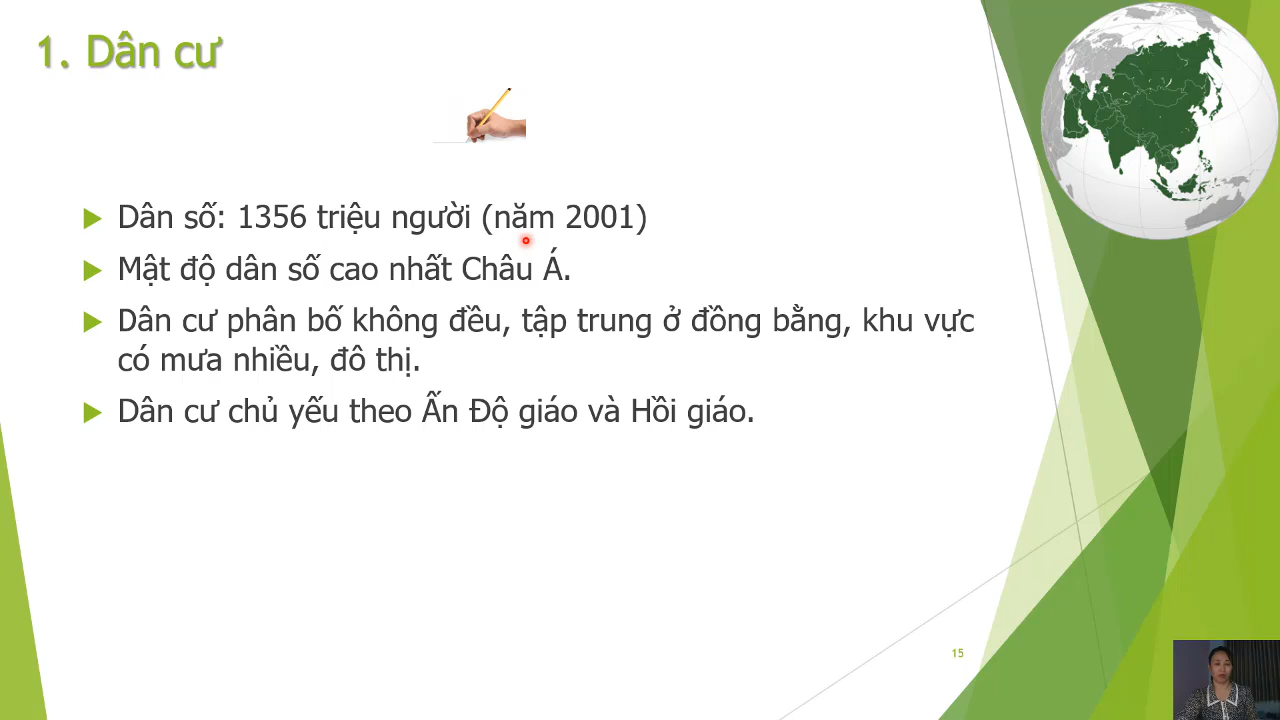 1. Dân cư
Dân số: 1356 triệu người (năm 2001)
Mật độ dân số cao nhất Châu Á.
Dân cư phân bố không đều, tập trung ở đồng bằng, khu vực
có mưa nhiều, đô thị.
Dân cư chủ yếu theo Ấn Độ giáo và Hồi giáo.
15